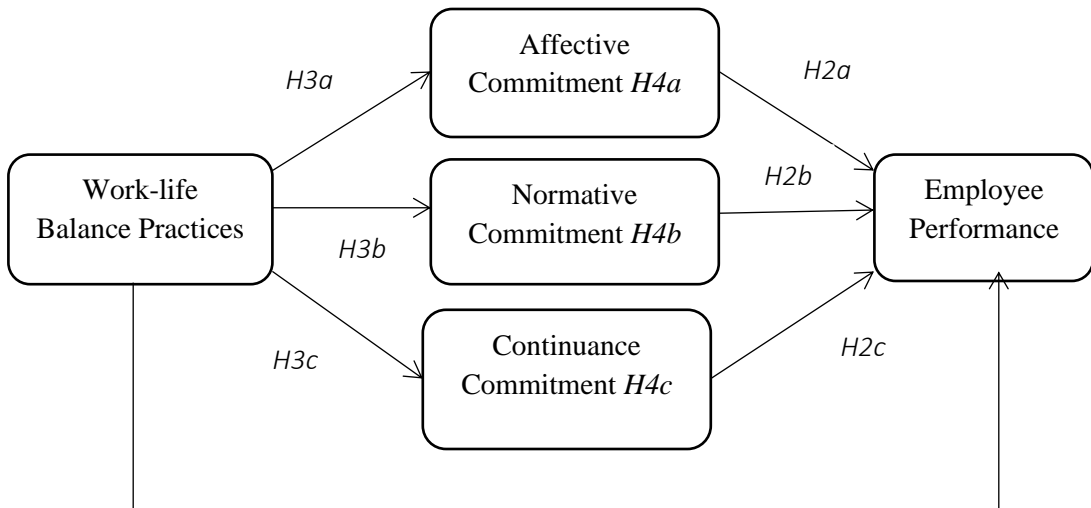 Affective
Commitment H4a
H3a
H2a
Work-life
Balance Practices
Normative
Commitment H4b
H2b
Employee
Performance
H3b
Continuance
Commitment H4c
H3c
H2c